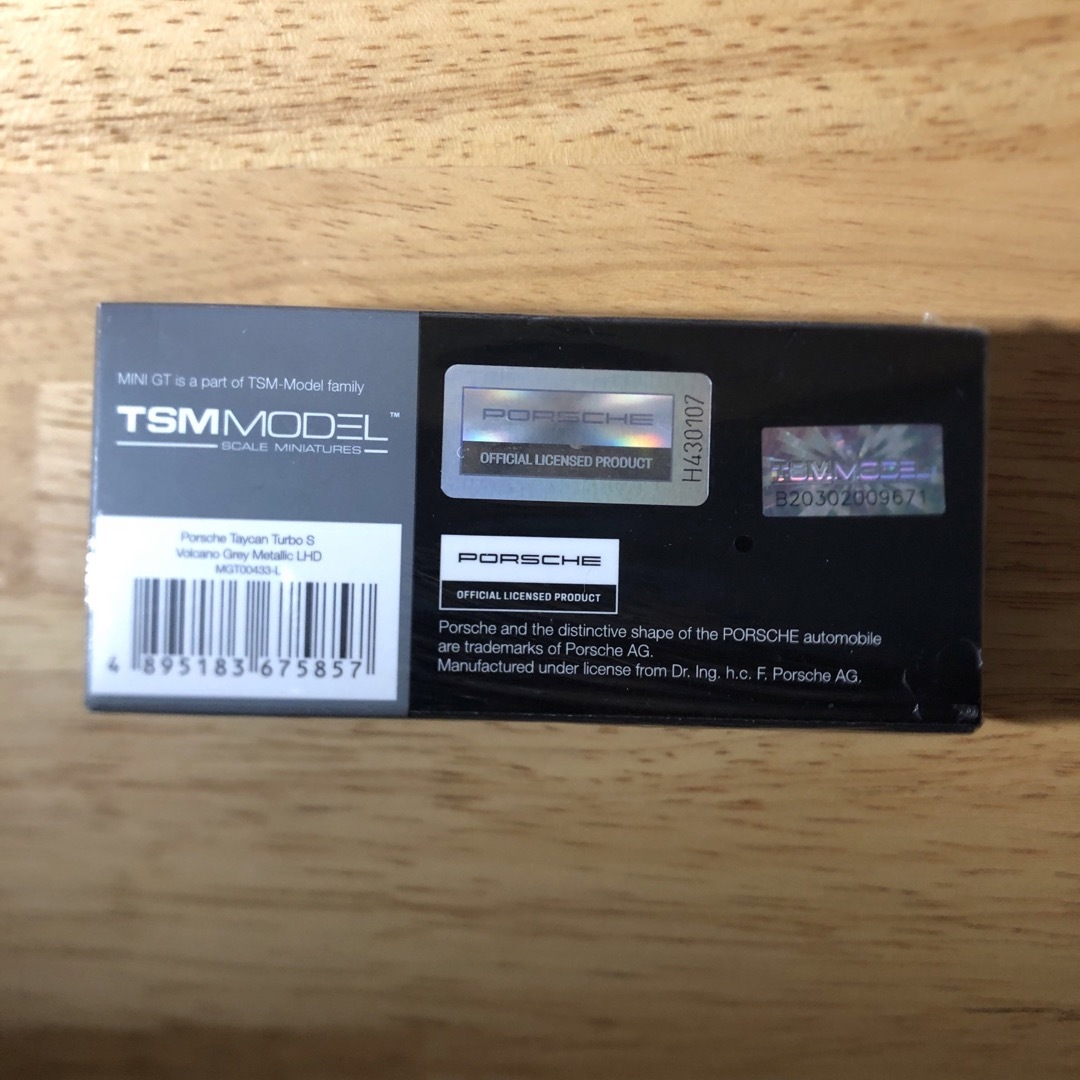 MINI GT is a part of TSM-Model family
TSMMODEL™
SCALE MINIATURES
Porsche Taycan Turbo S
Volcano Grey Metallic LHD
MGT00433-L
4 895183 675857
PORSCHE
OFFICIAL LICENSED PRODUCT
H430107
TSM MODEL
B20302009671
PORSCHE
OFFICIAL LICENSED PRODUCT
Porsche and the distinctive shape of the PORSCHE automobile
are trademarks of Porsche AG.
Manufactured under license from Dr. Ing. h.c. F. Porsche AG.